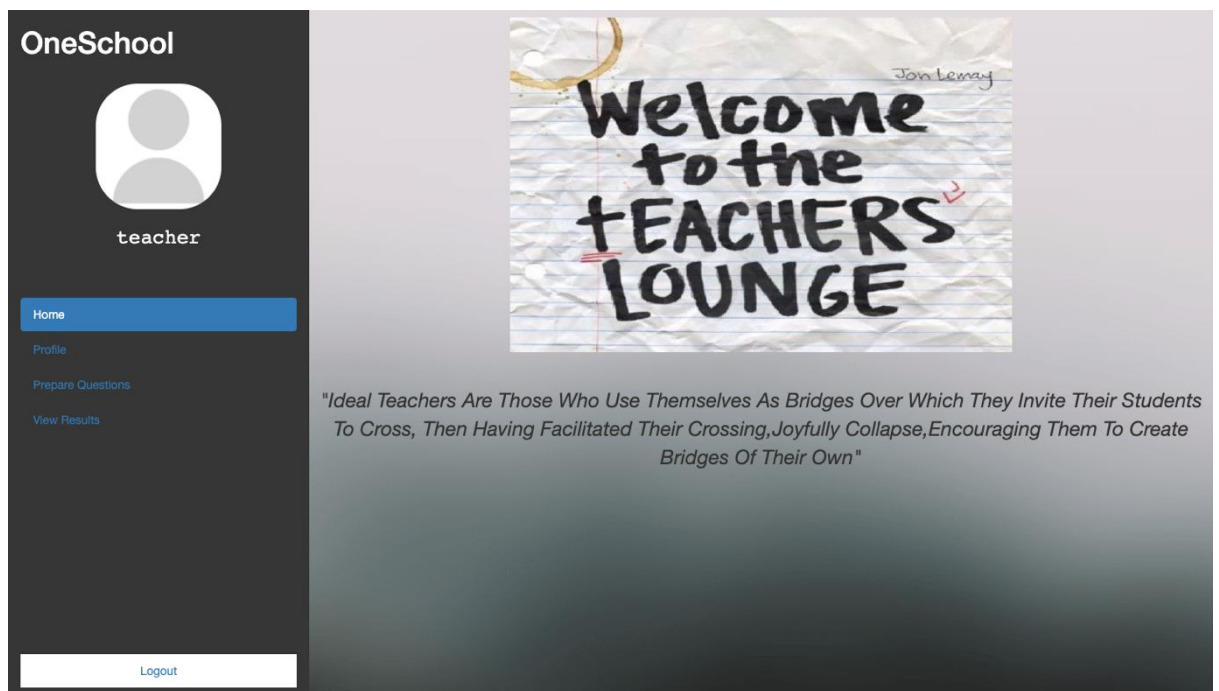 OneSchool
teacher
Home
Profile
Prepare Questions
View Results
Logout
Jon Lemay
Welcome
to the
tEACHERS
LOUNGE
"Ideal Teachers Are Those Who Use Themselves As Bridges Over Which They Invite Their Students
To Cross, Then Having Facilitated Their Crossing,Joyfully Collapse,Encouraging Them To Create
Bridges Of Their Own"